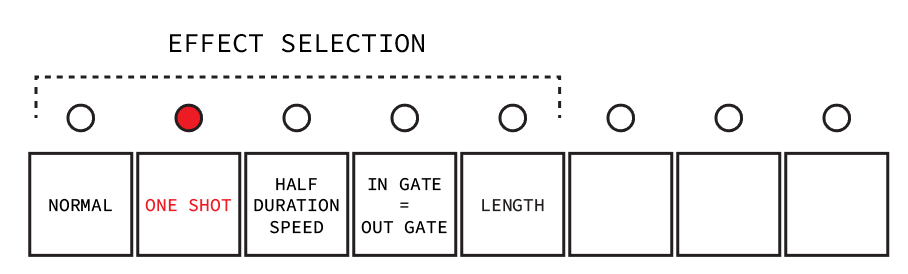 EFFECT SELECTION
NORMAL
ONE SHOT
HALF
DURATION
SPEED
IN GATE
=
OUT GATE
LENGTH